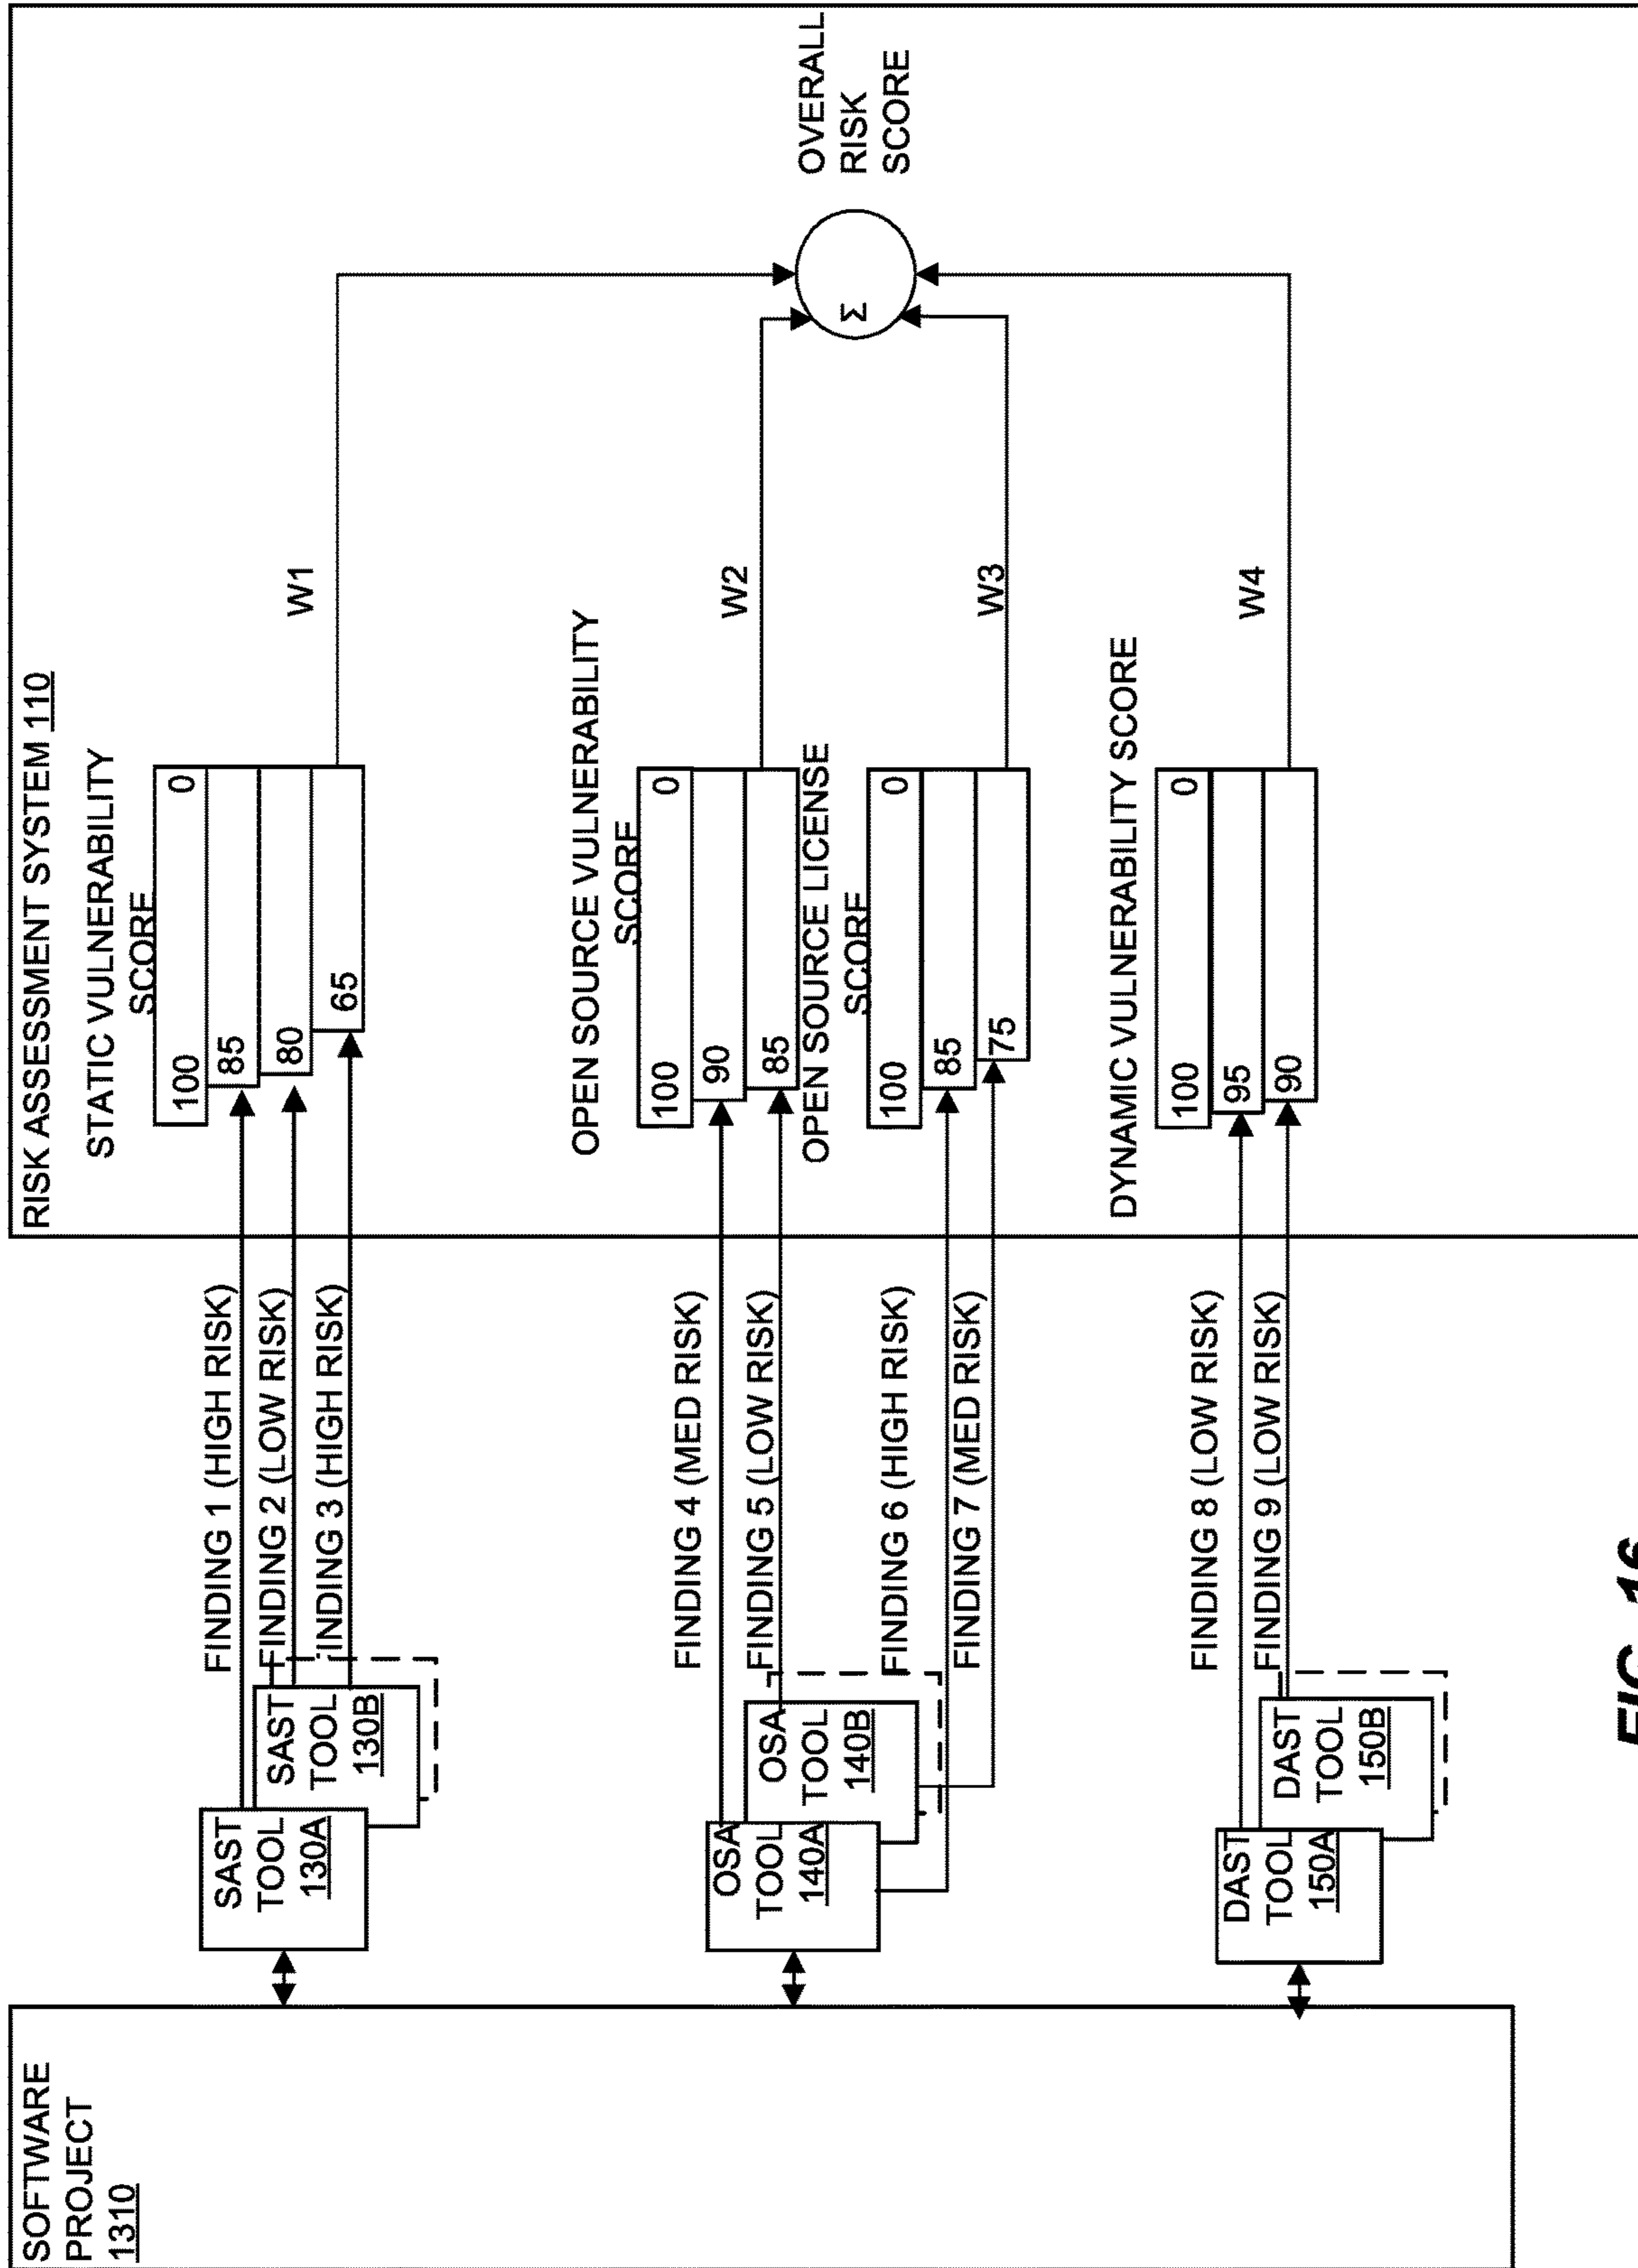 SOFTWARE
PROJECT
1310
SAST
TOOL
130A
SAST
TOOL
130B
OSA
TOOL
140A
OSA
TOOL
140B
DAST
TOOL
150A
DAST
TOOL
150B
FINDING 1 (HIGH RISK)
FINDING 2 (LOW RISK)
INDING 3 (HIGH RISK)
FINDING 4 (MED RISK)
FINDING 5 (LOW RISK)
FINDING 6 (HIGH RISK)
FINDING 7 (MED RISK)
FINDING 8 (LOW RISK)
FINDING 9 (LOW RISK)
RISK ASSESSMENT SYSTEM 110
STATIC VULNERABILITY
SCORE
100 0
85
80
65
W1
OPEN SOURCE VULNERABILITY
SCORE
100 0
90
85
W2
OPEN SOURCE LICENSE
SCORE
100 0
85
75
W3
DYNAMIC VULNERABILITY SCORE
100 0
95
90
W4
Σ
OVERALL
RISK
SCORE
FIG. 16